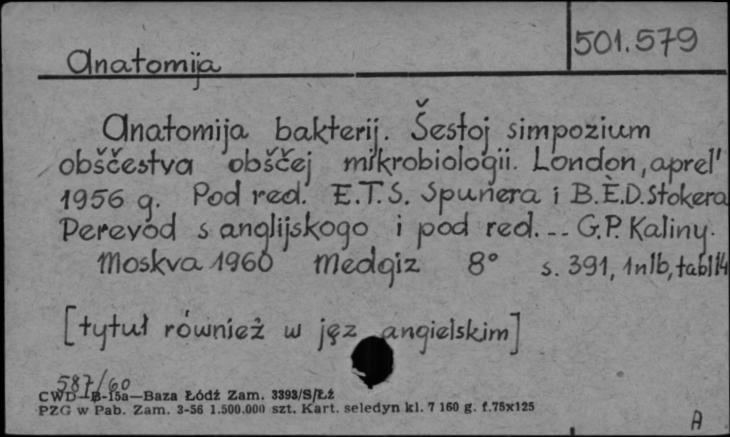 501.579
Anatomija
Anatomija bakterij. Šestoj simpozium
obščestva obščej mikrobiologii. London, aprel'
1956 g. Pod red. E.T.S. Spunera i B.È.D. Stokera
Perevod s anglijskogo i pod red. -- G.P. Kaliny.
Moskva 1960 Medgiz 8° s. 391, 1nlb, tabl 14
[tytuł również w jęz angielskim]
587/60
CWD—B-15a—Baza Łódź Zam. 3393/S/Łż
PZG w Pab. Zam. 3-56 1.500.000 szt. Kart. seledyn kl. 7 160 g. f.75x125
A